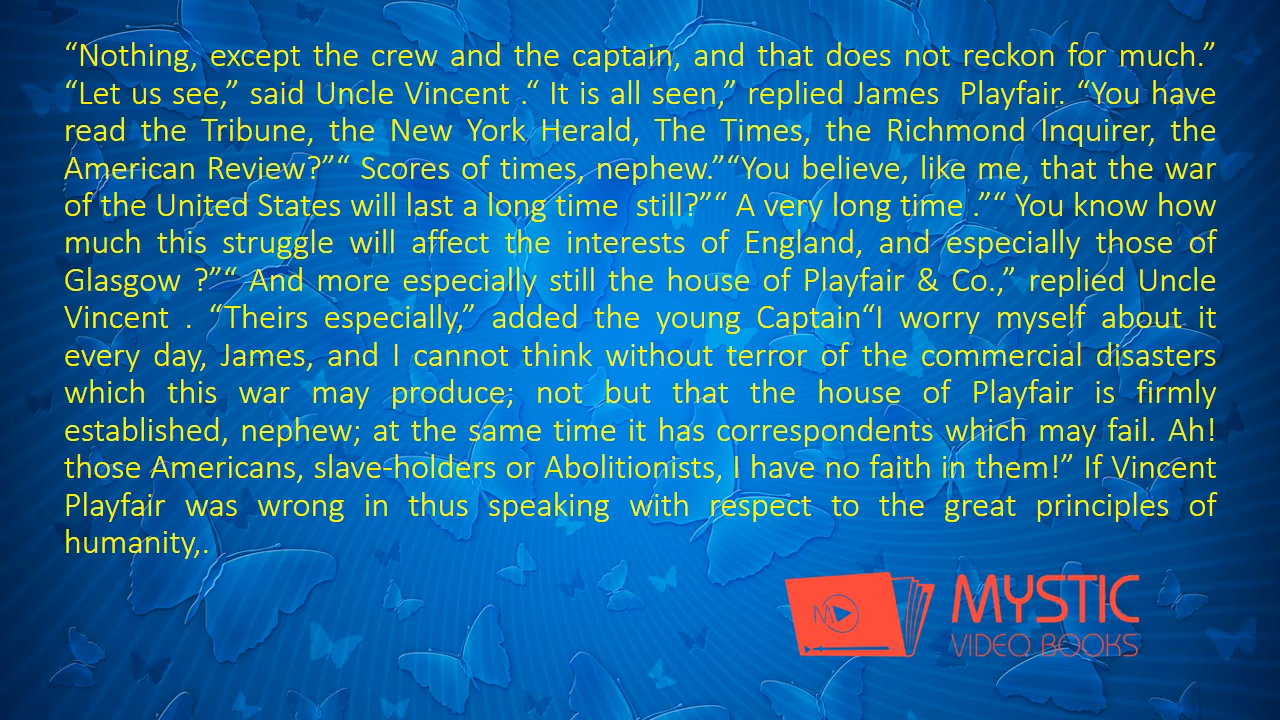 “Nothing, except the crew and the captain, and that does not reckon for much.”
“Let us see,” said Uncle Vincent .“ It is all seen,” replied James  Playfair. “You have
read the Tribune, the New York Herald, The Times, the Richmond Inquirer, the
American Review?”“ Scores of times, nephew.”“You believe, like me, that the war
of the United States will last a long time  still?”“ A very long time .”“ You know how
much this struggle will affect the interests of England, and especially those of
Glasgow ?”“ And more especially still the house of Playfair & Co.,” replied Uncle
Vincent . “Theirs especially,” added the young Captain“I worry myself about it
every day, James, and I cannot think without terror of the commercial disasters
which this war may produce; not but that the house of Playfair is firmly
established, nephew; at the same time it has correspondents which may fail. Ah!
those Americans, slave-holders or Abolitionists, I have no faith in them!” If Vincent
Playfair was wrong in thus speaking with respect to the great principles of
humanity,.
MYSTIC
VIDEO BOOKS